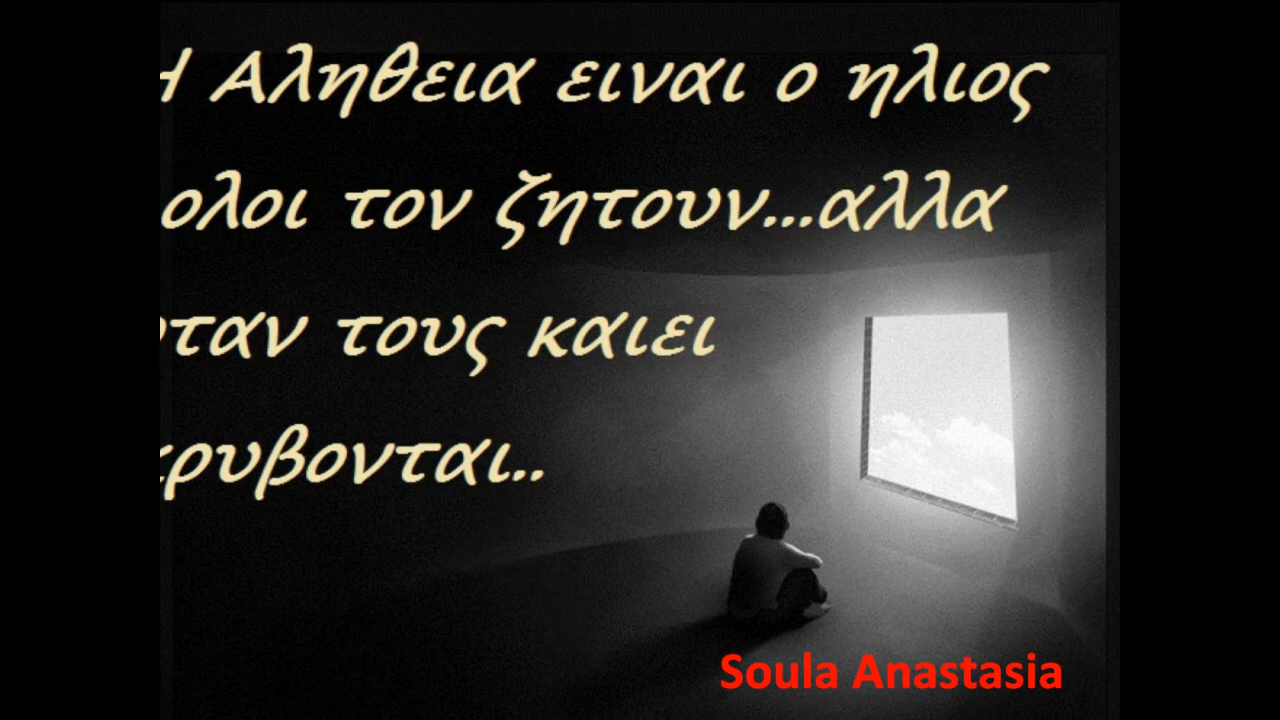 Η Αληθεια ειναι ο ηλιος
ολοι τον ζητουν...αλλα
οταν τους καιει
κρυβονται..
Soula Anastasia